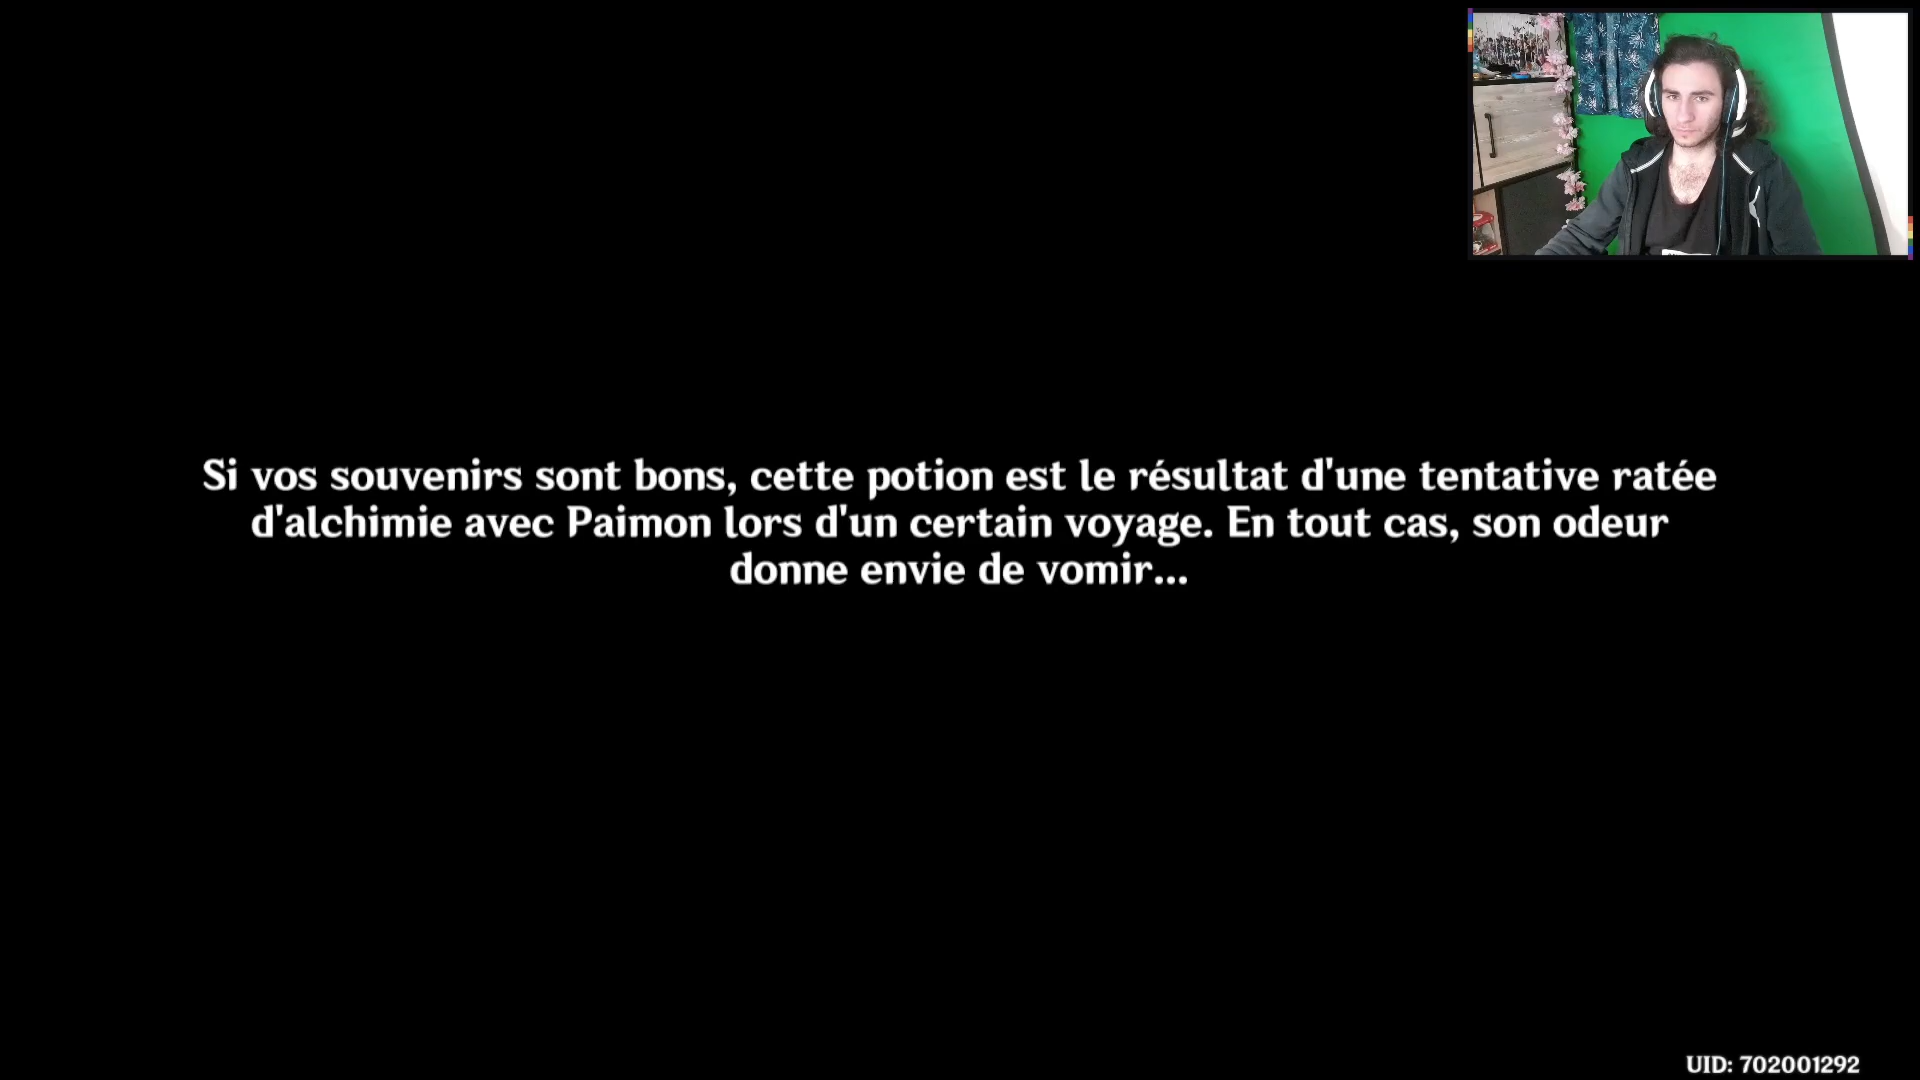 Si vos souvenirs sont bons, cette potion est le résultat d'une tentative ratée
d'alchimie avec Paimon lors d'un certain voyage. En tout cas, son odeur
donne envie de vomir...
UID: 702001292